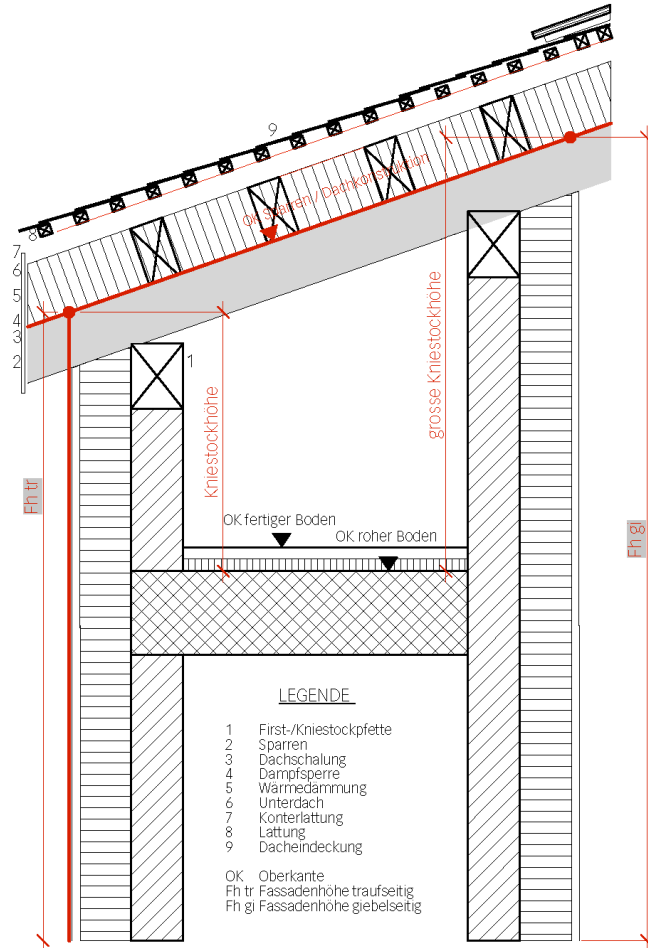 9
OK Sparren / Dachkonstruktion
8
7
6
5
4
3
2
1
Kniestockhöhe
grosse Kniestockhöhe
Fh tr
Fh gi
OK fertiger Boden
OK roher Boden
LEGENDE
1 First-/Kniestockpfette
2 Sparren
3 Dachschalung
4 Dampfsperre
5 Wärmedämmung
6 Unterdach
7 Konterlattung
8 Lattung
9 Dacheindeckung
OK Oberkante
Fh tr Fassadenhöhe traufseitig
Fh gi Fassadenhöhe giebelseitig